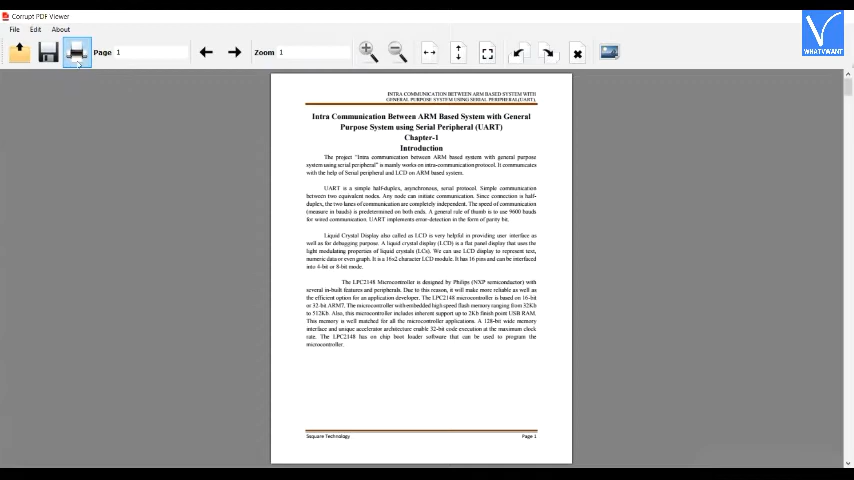 Corrupt PDF Viewer
File Edit About
Page 1 Zoom 1
WHATVWANT
INTRA COMMUNICATION BETWEEN ARM BASED SYSTEM WITH
GENERAL PURPOSE SYSTEM USING SERIAL PERIPHERAL(UART),
Intra Communication Between ARM Based System with General
Purpose System using Serial Peripheral (UART)
Chapter-1
Introduction
The project "Intra communication between ARM based system with general purpose
system using serial peripheral" is mainly works on intra-communication protocol. It communicates
with the help of Serial peripheral and LCD on ARM based system.
UART is a simple half-duplex, asynchronous, serial protocol. Simple communication
between two equivalent nodes. Any node can initiate communication. Since connection is half-
duplex, the two lanes of communication are completely independent. The speed of communication
(measure in bauds) is predetermined on both ends. A general rule of thumb is to use 9600 bauds
for wired communication. UART implements error-detection in the form of parity bit.
Liquid Crystal Display also called as LCD is very helpful in providing user interface as
well as for debugging purpose. A liquid crystal display (LCD) is a flat panel display that uses the
light modulating properties of liquid crystals (LCs). We can use LCD display to represent text,
numeric data or even graph. It is a 16x2 character LCD module. It has 16 pins and can be interfaced
into 4-bit or 8-bit mode.
The LPC2148 Microcontroller is designed by Philips (NXP semiconductor) with
several in-built features and peripherals. Due to this reason, it will make more reliable as well as
the efficient option for an application developer. The LPC2148 microcontroller is based on 16-bit
or 32-bit ARM7. The microcontroller with embedded high speed flash memory ranging from 32Kb
to 512Kb. Also, this microcontroller includes inherent support up to 2Kb finish point USB RAM.
This memory is well matched for all the microcontroller applications. A 128-bit wide memory
interface and unique accelerator architecture enable 32-bit code execution at the maximum clock
rate. The LPC2148 has on chip boot loader software that can be used to program the
microcontroller.
Ssquare Technology Page 1